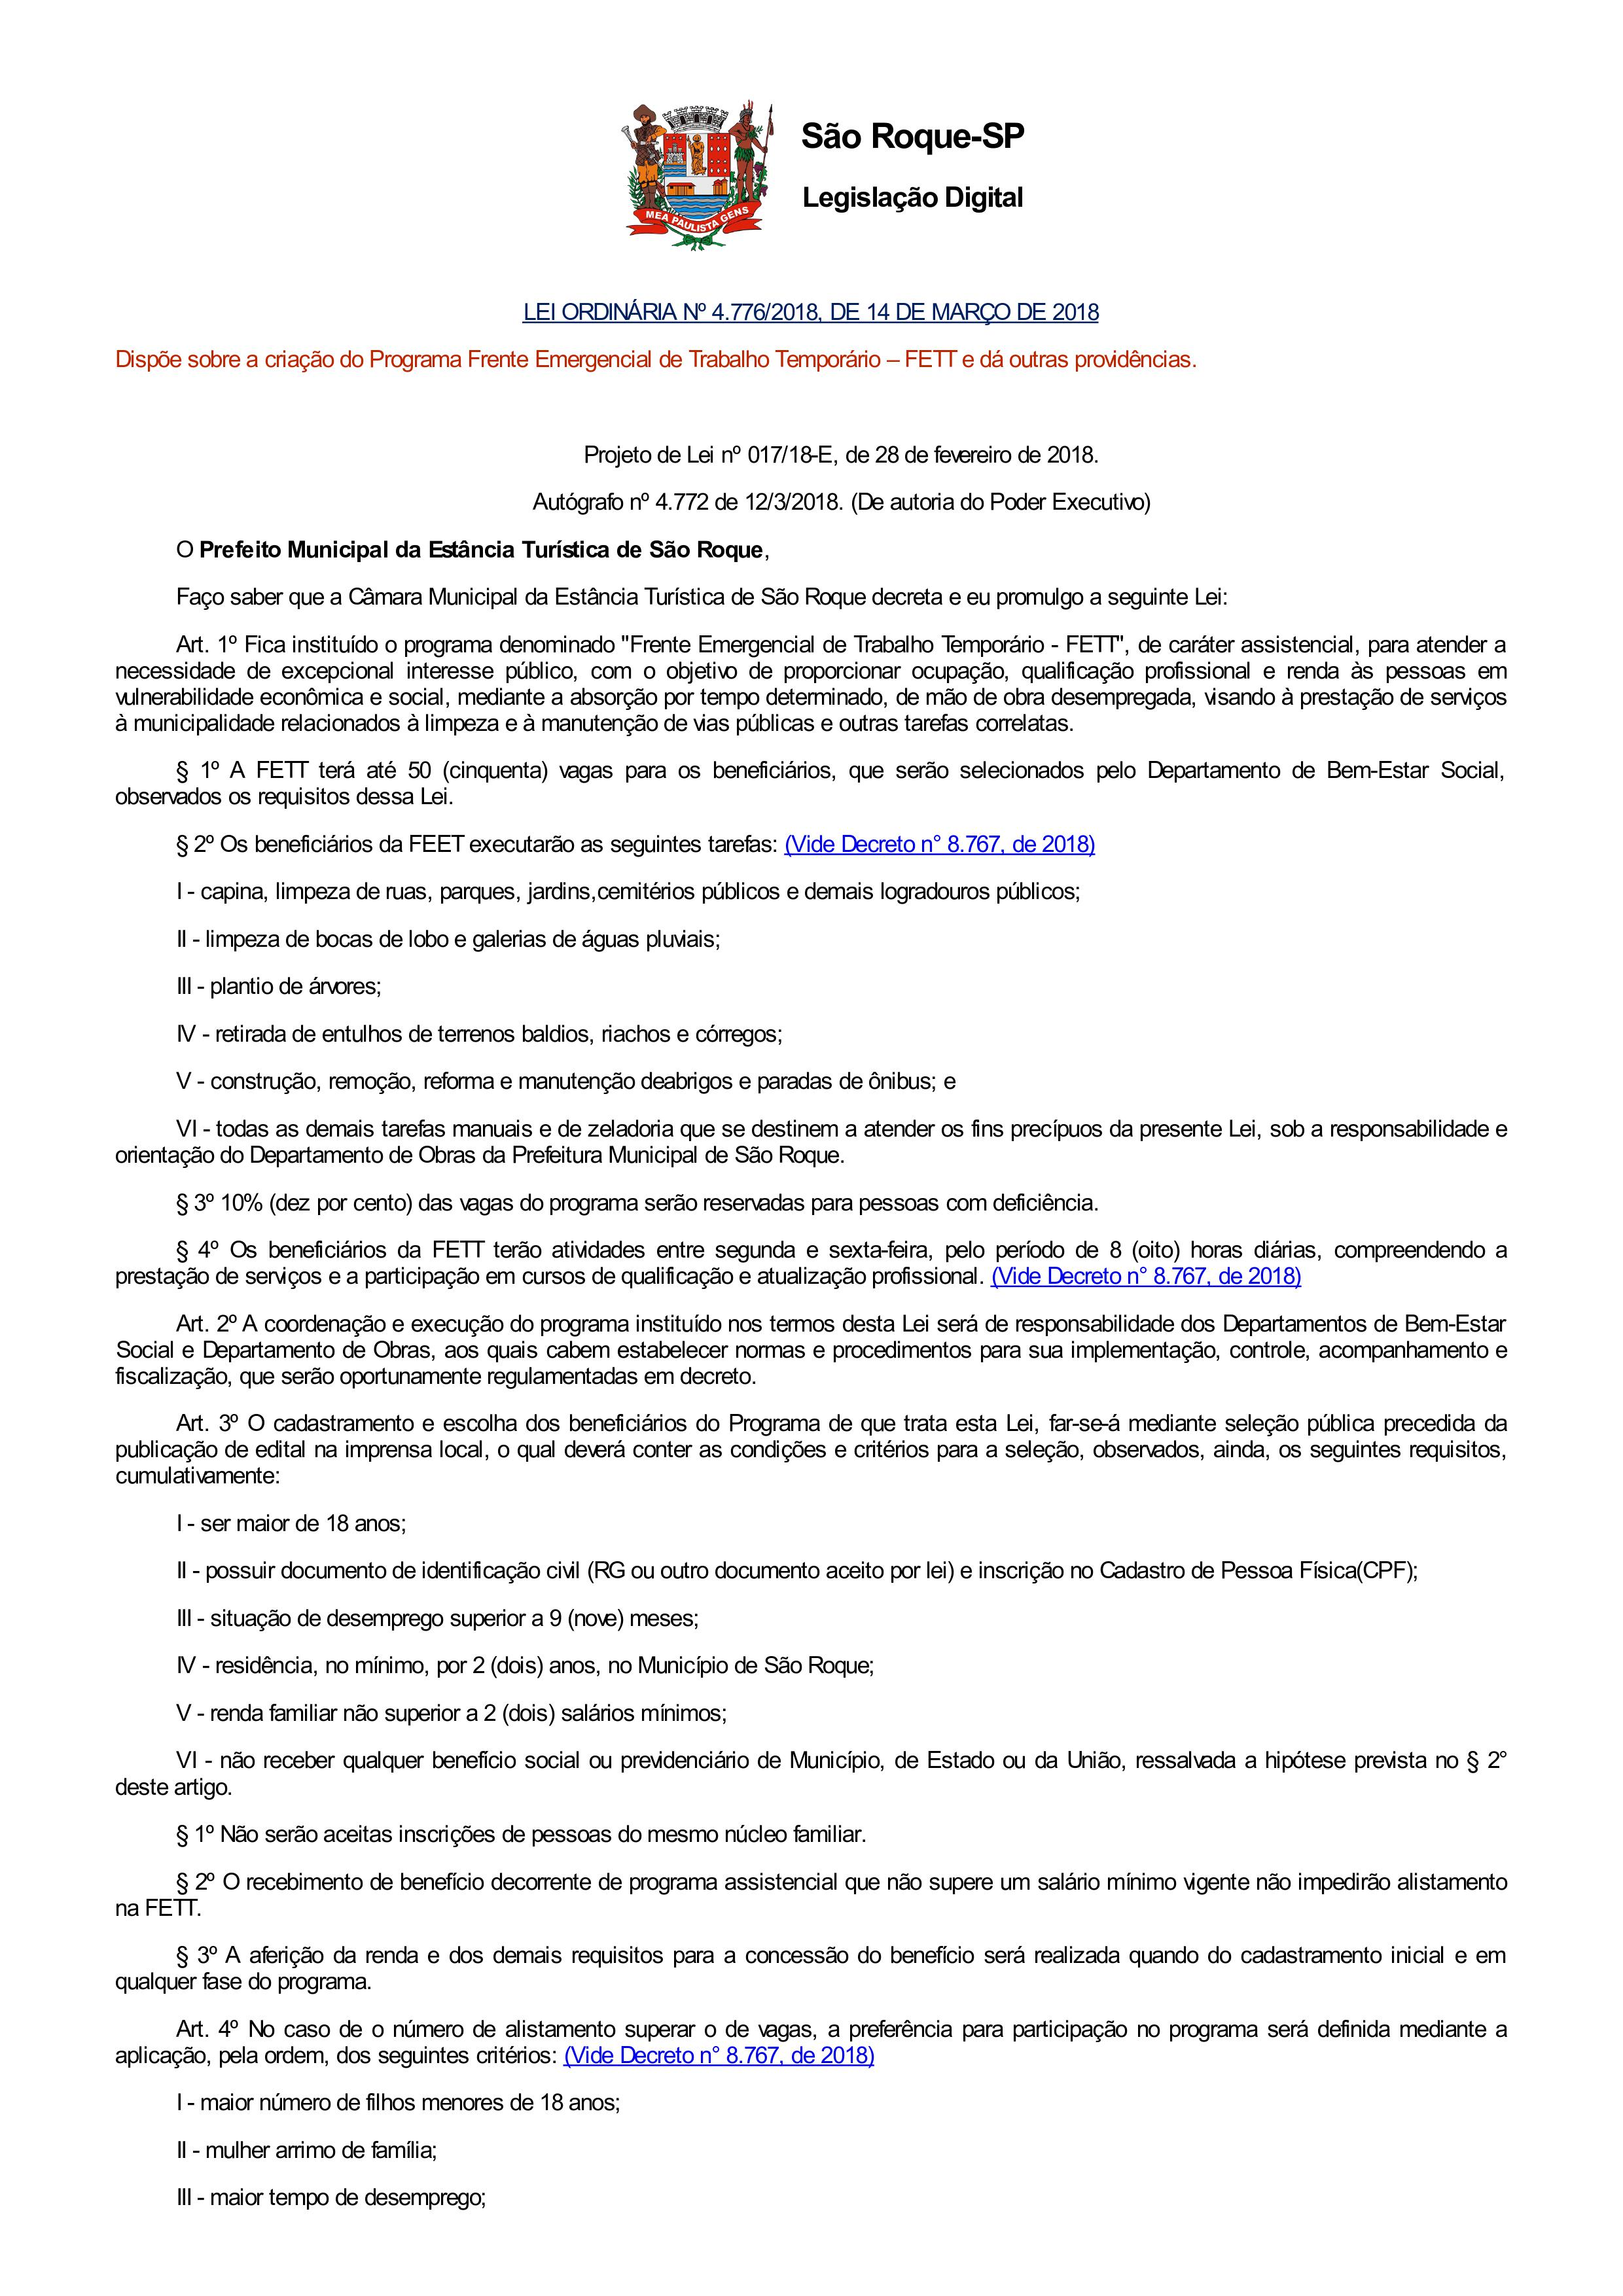 MEA PAULISTA GENS
São Roque-SP
Legislação Digital
LEI ORDINÁRIA Nº 4.776/2018, DE 14 DE MARÇO DE 2018
Dispõe sobre a criação do Programa Frente Emergencial de Trabalho Temporário – FETT e dá outras providências.
Projeto de Lei nº 017/18-E, de 28 de fevereiro de 2018.
Autógrafo nº 4.772 de 12/3/2018. (De autoria do Poder Executivo)
O Prefeito Municipal da Estância Turística de São Roque,
Faço saber que a Câmara Municipal da Estância Turística de São Roque decreta e eu promulgo a seguinte Lei:
Art. 1º Fica instituído o programa denominado "Frente Emergencial de Trabalho Temporário - FETT", de caráter assistencial, para atender a
necessidade de excepcional interesse público, com o objetivo de proporcionar ocupação, qualificação profissional e renda às pessoas em
vulnerabilidade econômica e social, mediante a absorção por tempo determinado, de mão de obra desempregada, visando à prestação de serviços
à municipalidade relacionados à limpeza e à manutenção de vias públicas e outras tarefas correlatas.
§ 1º A FETT terá até 50 (cinquenta) vagas para os beneficiários, que serão selecionados pelo Departamento de Bem-Estar Social,
observados os requisitos dessa Lei.
§ 2º Os beneficiários da FEET executarão as seguintes tarefas: (Vide Decreto n° 8.767, de 2018)
I - capina, limpeza de ruas, parques, jardins,cemitérios públicos e demais logradouros públicos;
II - limpeza de bocas de lobo e galerias de águas pluviais;
III - plantio de árvores;
IV - retirada de entulhos de terrenos baldios, riachos e córregos;
V - construção, remoção, reforma e manutenção deabrigos e paradas de ônibus; e
VI - todas as demais tarefas manuais e de zeladoria que se destinem a atender os fins precípuos da presente Lei, sob a responsabilidade e
orientação do Departamento de Obras da Prefeitura Municipal de São Roque.
§ 3º 10% (dez por cento) das vagas do programa serão reservadas para pessoas com deficiência.
§ 4º Os beneficiários da FETT terão atividades entre segunda e sexta-feira, pelo período de 8 (oito) horas diárias, compreendendo a
prestação de serviços e a participação em cursos de qualificação e atualização profissional. (Vide Decreto n° 8.767, de 2018)
Art. 2º A coordenação e execução do programa instituído nos termos desta Lei será de responsabilidade dos Departamentos de Bem-Estar
Social e Departamento de Obras, aos quais cabem estabelecer normas e procedimentos para sua implementação, controle, acompanhamento e
fiscalização, que serão oportunamente regulamentadas em decreto.
Art. 3º O cadastramento e escolha dos beneficiários do Programa de que trata esta Lei, far-se-á mediante seleção pública precedida da
publicação de edital na imprensa local, o qual deverá conter as condições e critérios para a seleção, observados, ainda, os seguintes requisitos,
cumulativamente:
I - ser maior de 18 anos;
II - possuir documento de identificação civil (RG ou outro documento aceito por lei) e inscrição no Cadastro de Pessoa Física(CPF);
III - situação de desemprego superior a 9 (nove) meses;
IV - residência, no mínimo, por 2 (dois) anos, no Município de São Roque;
V - renda familiar não superior a 2 (dois) salários mínimos;
VI - não receber qualquer benefício social ou previdenciário de Município, de Estado ou da União, ressalvada a hipótese prevista no § 2°
deste artigo.
§ 1º Não serão aceitas inscrições de pessoas do mesmo núcleo familiar.
§ 2º O recebimento de benefício decorrente de programa assistencial que não supere um salário mínimo vigente não impedirão alistamento
na FETT.
§ 3º A aferição da renda e dos demais requisitos para a concessão do benefício será realizada quando do cadastramento inicial e em
qualquer fase do programa.
Art. 4º No caso de o número de alistamento superar o de vagas, a preferência para participação no programa será definida mediante a
aplicação, pela ordem, dos seguintes critérios: (Vide Decreto n° 8.767, de 2018)
I - maior número de filhos menores de 18 anos;
II - mulher arrimo de família;
III - maior tempo de desemprego;